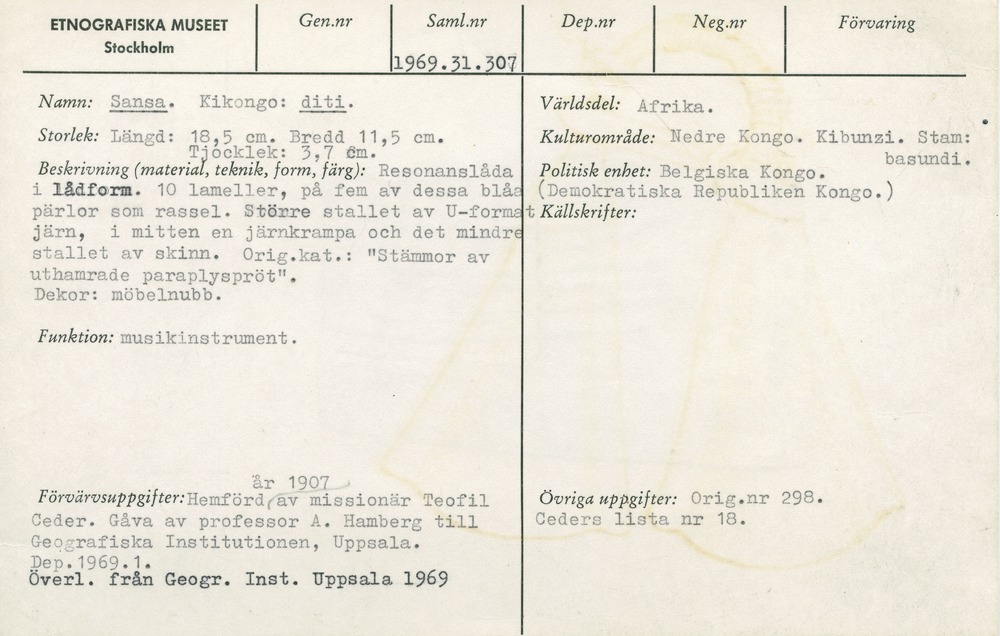 ETNOGRAFISKA MUSEET
Stockholm
Gen.nr
Saml.nr
1969.31.307
Dep.nr
Neg.nr
Förvaring
Namn: Sansa. Kikongo: diti.
Storlek: Längd: 18,5 cm. Bredd 11,5 cm.
Tjocklek: 3,7 cm.
Beskrivning (material, teknik, form, färg): Resonanslåda
i lådform. 10 lameller, på fem av dessa blåa
pärlor som rassel. Större stallet av U-format
järn, i mitten en järnkrampa och det mindre
stallet av skinn. Orig.kat.: "Stämmor av
uthamrade paraplyspröt".
Dekor: möbelnubb.
Funktion: musikinstrument.
år 1907
Förvärvsuppgifter: Hemförd av missionär Teofil
Ceder. Gåva av professor A. Hamberg till
Geografiska Institutionen, Uppsala.
Dep.1969.1.
Överl. från Geogr. Inst. Uppsala 1969
Världsdel: Afrika.
Kulturområde: Nedre Kongo. Kibunzi. Stam:
basundi.
Politisk enhet: Belgiska Kongo.
(Demokratiska Republiken Kongo.)
Källskrifter:
Övriga uppgifter: Orig.nr 298.
Ceders lista nr 18.